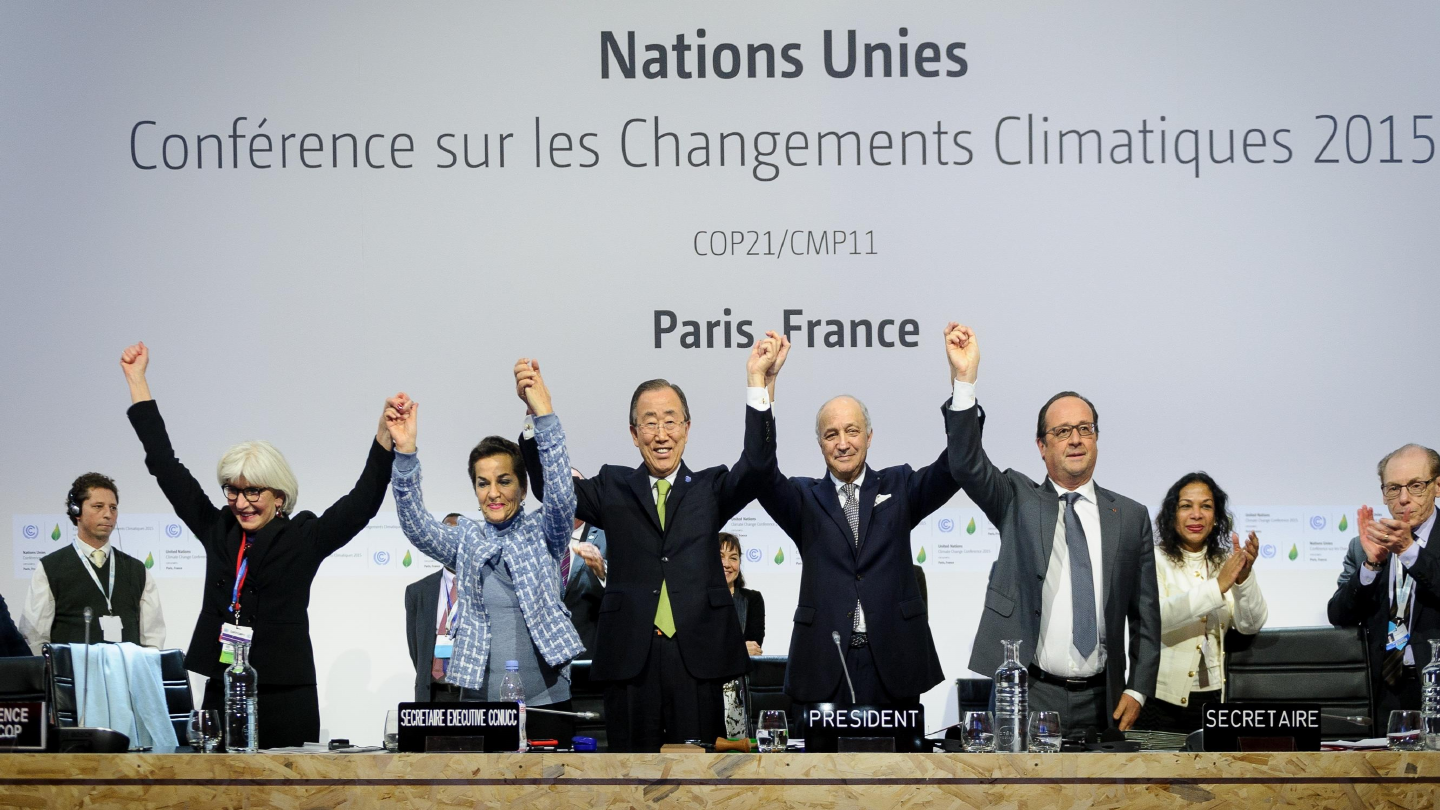 Nations Unies
Conférence sur les Changements Climatiques 2015
COP21/CMP11
Paris, France
ENCE
COP
SECRETAIRE EXECUTIVE CCNUCC
PRESIDENT
SECRETAIRE